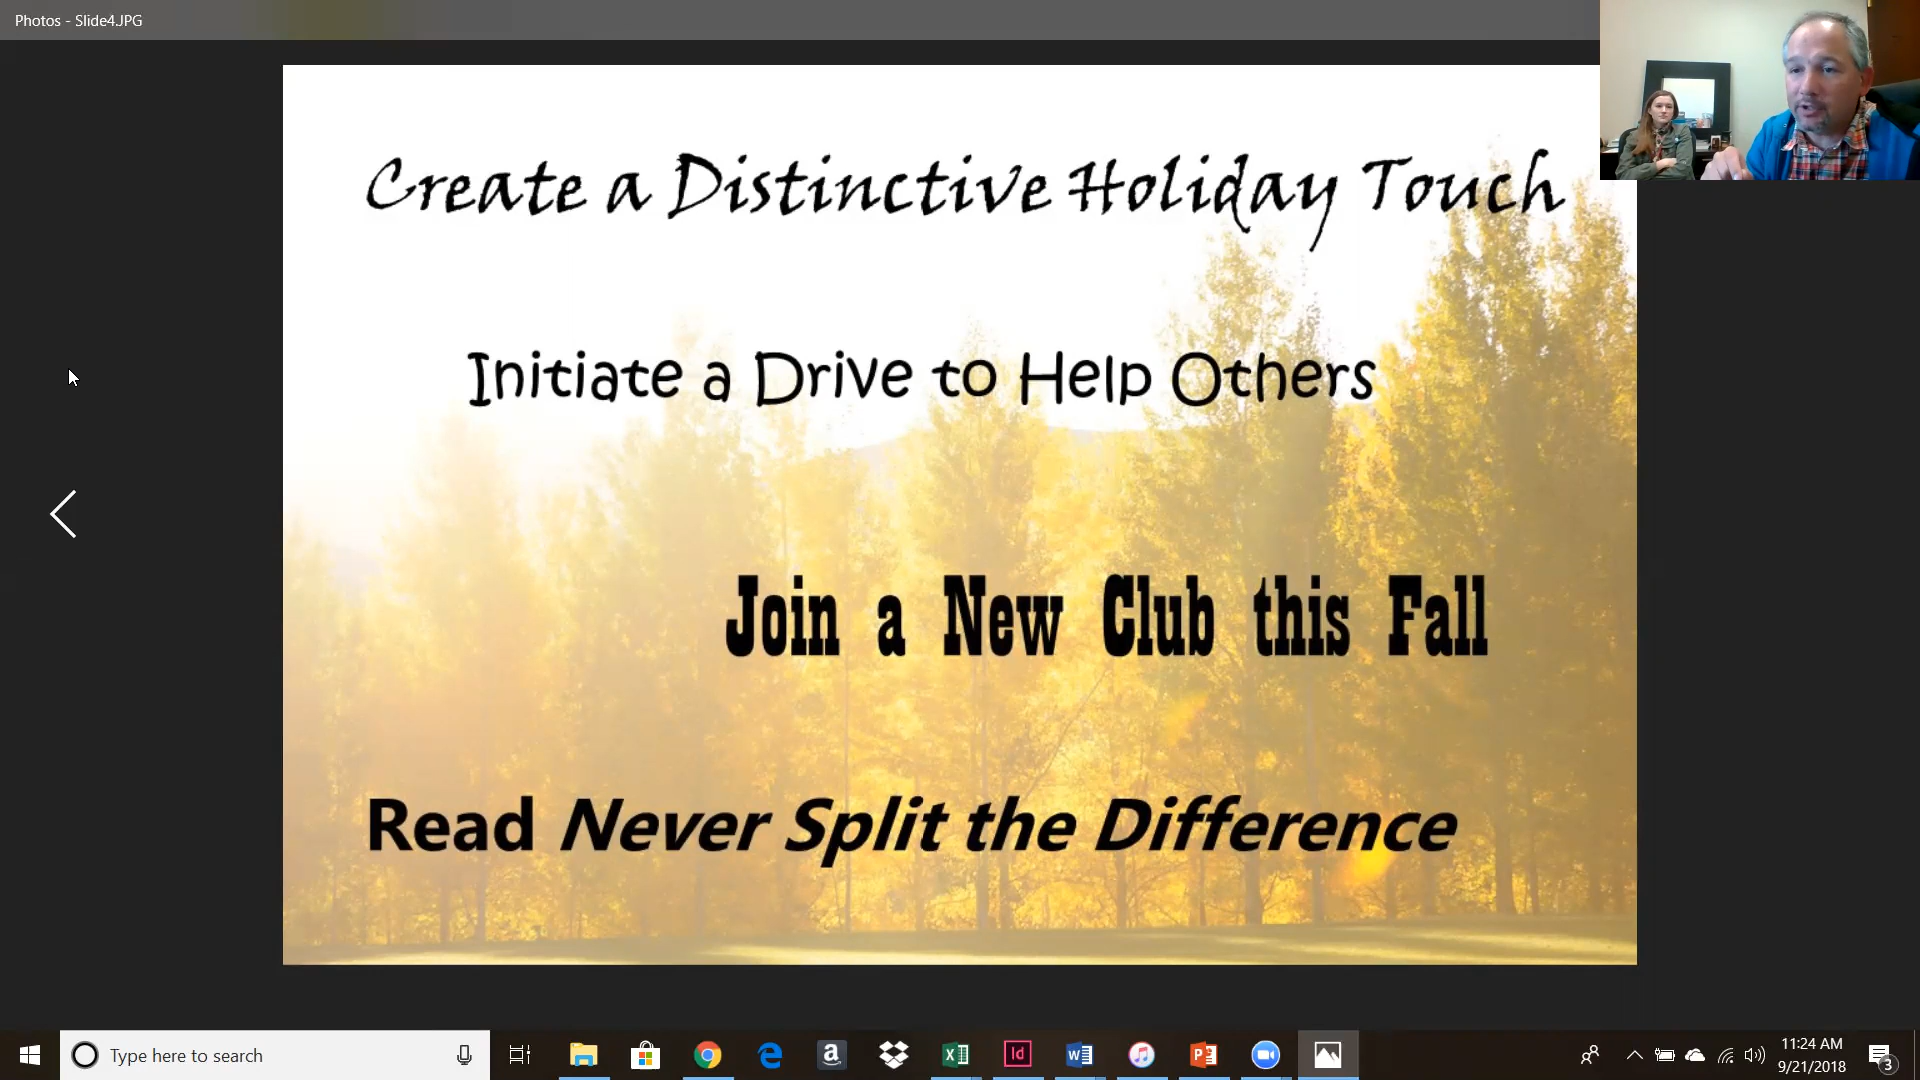 Photos - Slide4.JPG
Create a Distinctive Holiday Touch
Initiate a Drive to Help Others
Join a New Club this Fall
Read Never Split the Difference
Type here to search
11:24 AM
9/21/2018
3